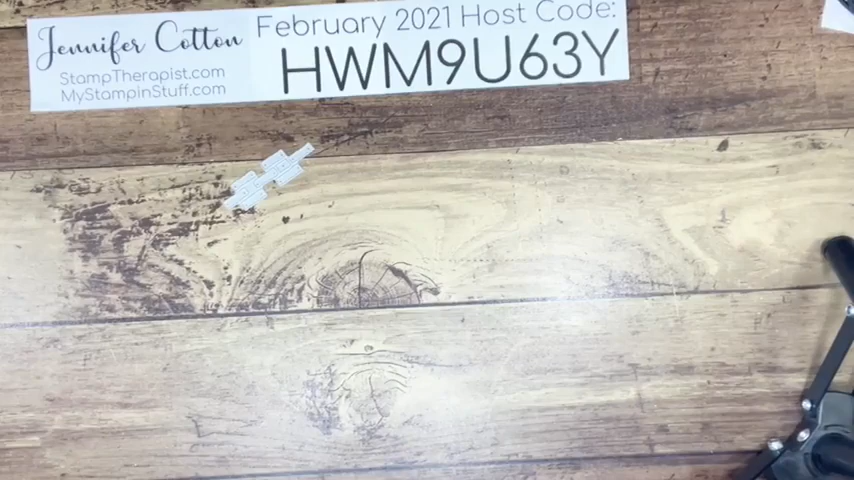 Jennifer Cotton
StampTherapist.com
MyStampinStuff.com
February 2021 Host Code:
HWM9U63Y